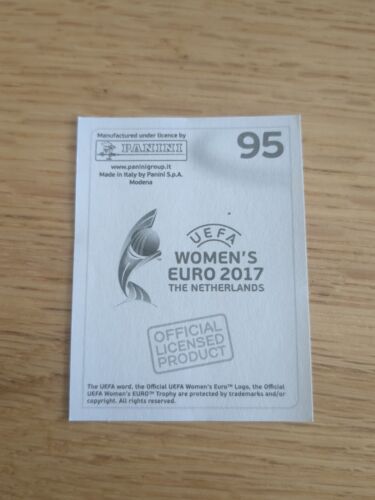 Manufactured under licence by
PANINI
www.paninigroup.it
Made in Italy by Panini S.p.A.
Modena
95
UEFA
WOMEN'S
EURO 2017
THE NETHERLANDS
OFFICIAL
LICENSED
PRODUCT
The UEFA word, the Official UEFA Women's Euro™ Logo, the Official
UEFA Women's EURO™ Trophy are protected by trademarks and/or
copyright. All rights reserved.